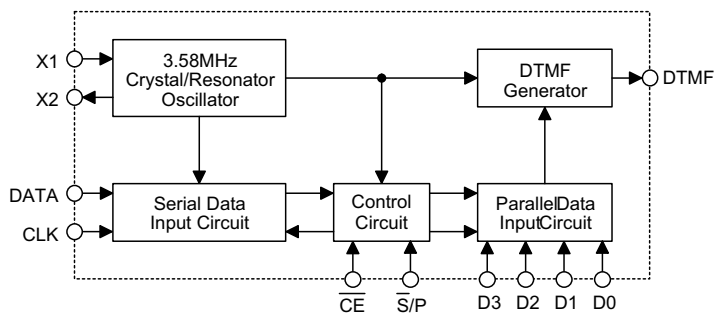 X1
X2
3.58MHz
Crystal/Resonator
Oscillator
DTMF
Generator
DTMF
DATA
CLK
Serial Data
Input Circuit
Control
Circuit
ParallelData
InputCircuit
C̅E̅
S̅/P
D3
D2
D1
D0